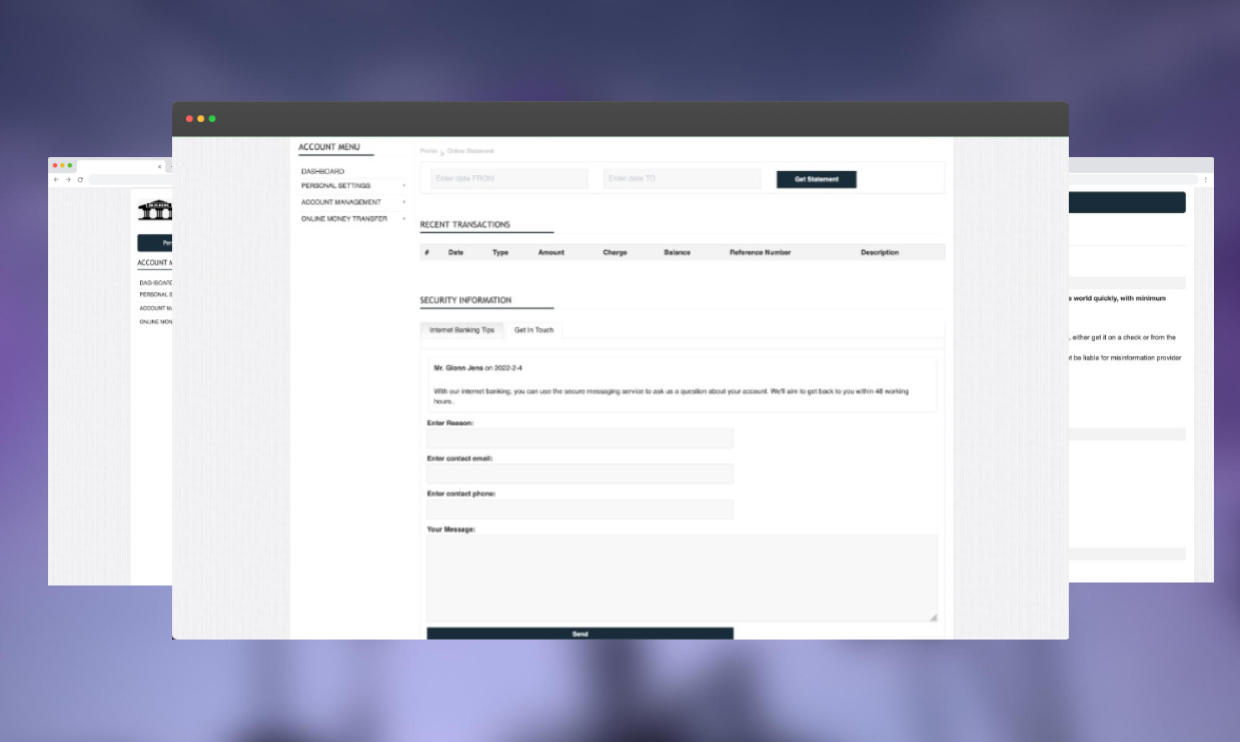 ACCOUNT MENU
DASHBOARD
PERSONAL SETTINGS
ACCOUNT MANAGEMENT
ONLINE MONEY TRANSFER
Profile > Online Statement
Enter date FROM
Enter date TO
Get Statement
RECENT TRANSACTIONS
# Date Type Amount Charge Balance Reference Number Description
SECURITY INFORMATION
Internet Banking Tips Get In Touch
Mr. Glenn Jens on 2022-2-4
With our internet banking, you can use the secure messaging service to ask us a question about your account. We'll aim to get back to you within 48 working
hours.
Enter Reason:
Enter contact email:
Enter contact phone:
Your Message:
Send
Per
ACCOUNT M
DASHBOARD
PERSONAL S
ACCOUNT MA
ONLINE MON
world quickly, with minimum
, either get it on a check or from the
be liable for misinformation provider